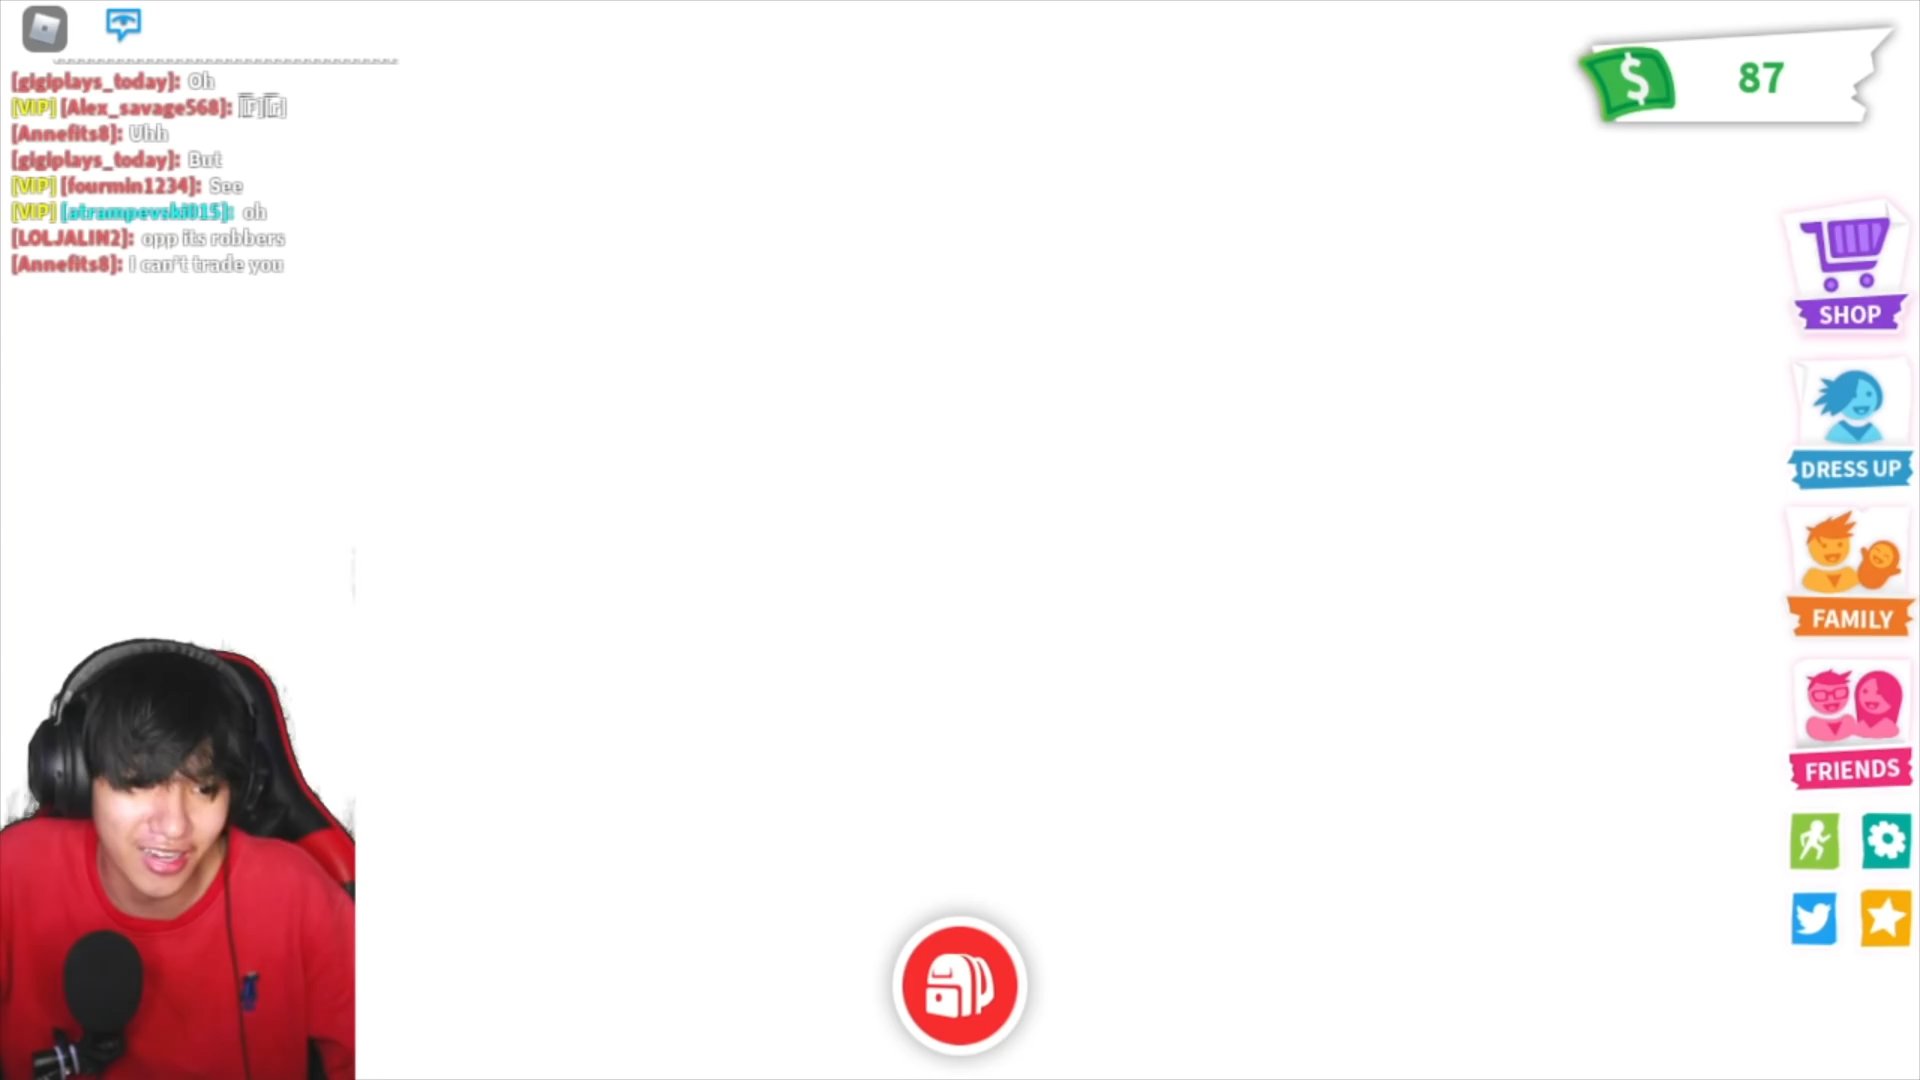 [gigiplays_today]: Oh
[VIP] [Alex_savage568]: [F][r]
[Annefits8]: Uhh
[gigiplays_today]: But
[VIP] [fourmin1234]: See
[VIP] [atrampevski015]: oh
[LOLJALIN2]: opp its robbers
[Annefits8]: I can't trade you
87
SHOP
DRESS UP
FAMILY
FRIENDS